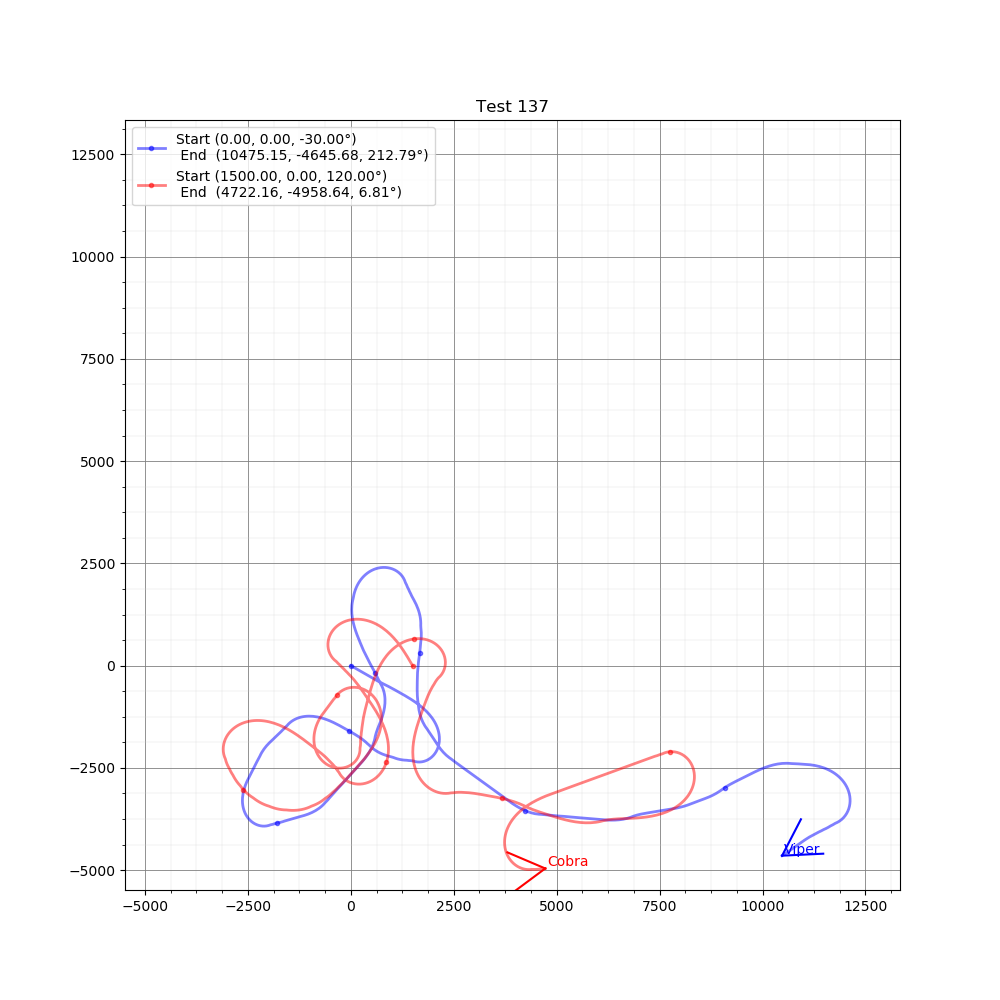 Test 137
Start (0.00, 0.00, -30.00°)
End (10475.15, -4645.68, 212.79°)
Start (1500.00, 0.00, 120.00°)
End (4722.16, -4958.64, 6.81°)
12500
10000
7500
5000
2500
0
−2500
−5000
Viper
Cobra
−5000
−2500
0
2500
5000
7500
10000
12500